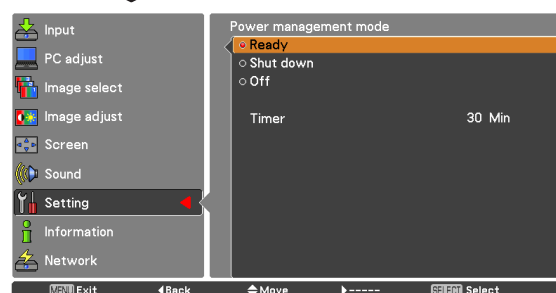 Input
PC adjust
Image select
Image adjust
Screen
Sound
Setting
Information
Network
Power management mode
Ready
Shut down
Off
Timer 30 Min
MENU Exit Back Move ----- SELECT Select